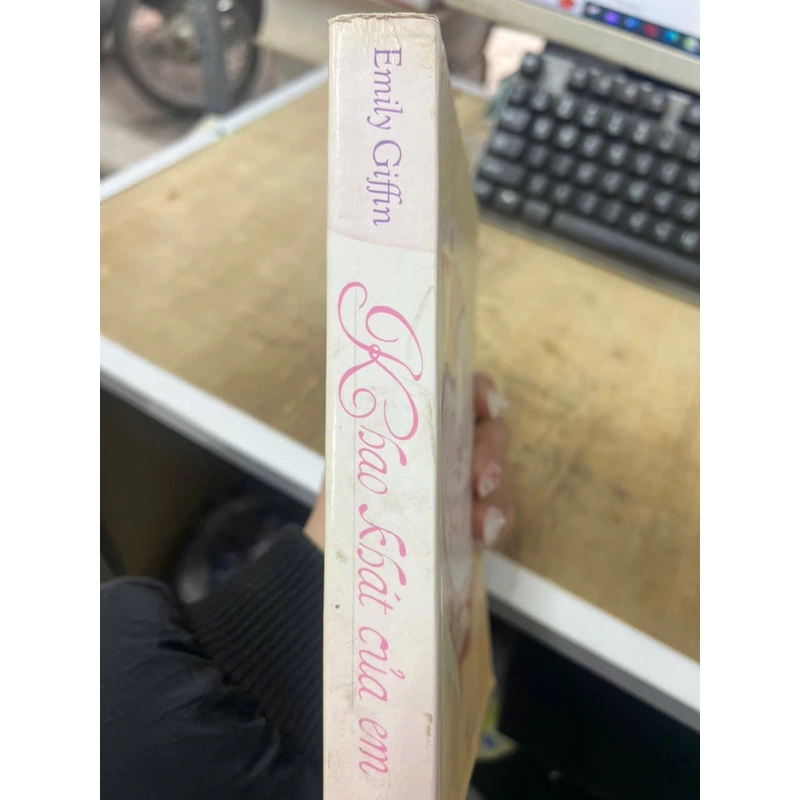 Emily Giffin
Khao khát của em